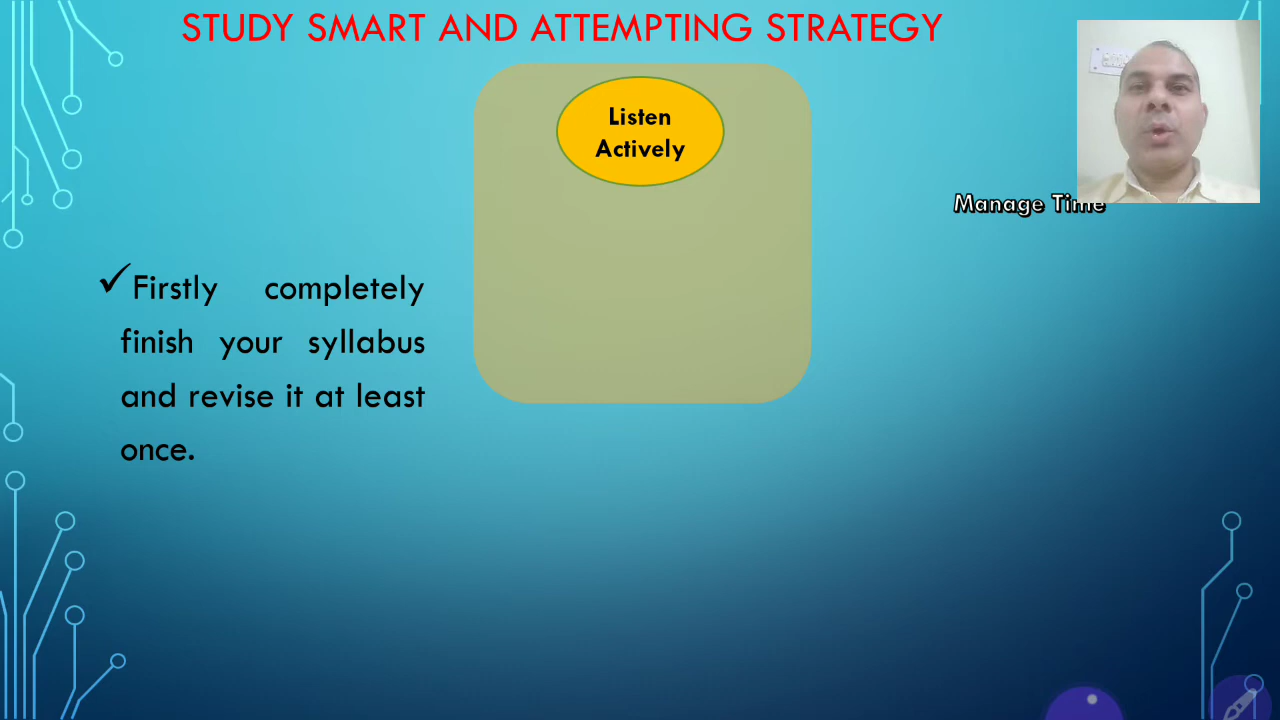 STUDY SMART AND ATTEMPTING STRATEGY
Listen
Actively
Manage Time
✓Firstly completely
finish your syllabus
and revise it at least
once.